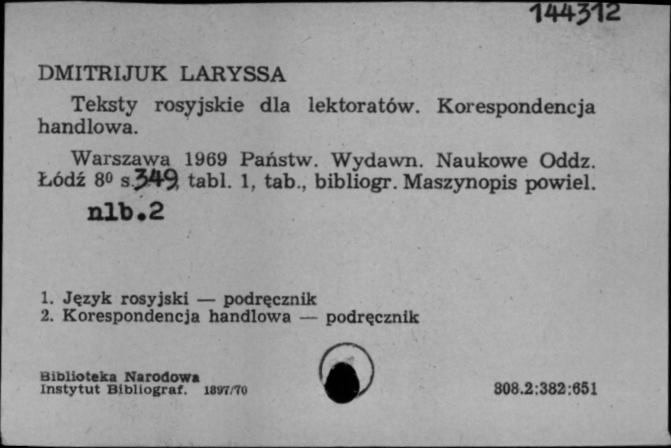 144312
DMITRIJUK LARYSSA
Teksty rosyjskie dla lektoratów. Korespondencja
handlowa.
Warszawa 1969 Państw. Wydawn. Naukowe Oddz.
Łódź 8⁰ s. 349, tabl. 1, tab., bibliogr. Maszynopis powiel.
nlb.2
1. Język rosyjski — podręcznik
2. Korespondencja handlowa — podręcznik
Biblioteka Narodowa
Instytut Bibliograf. 1897/70
808.2:382:651